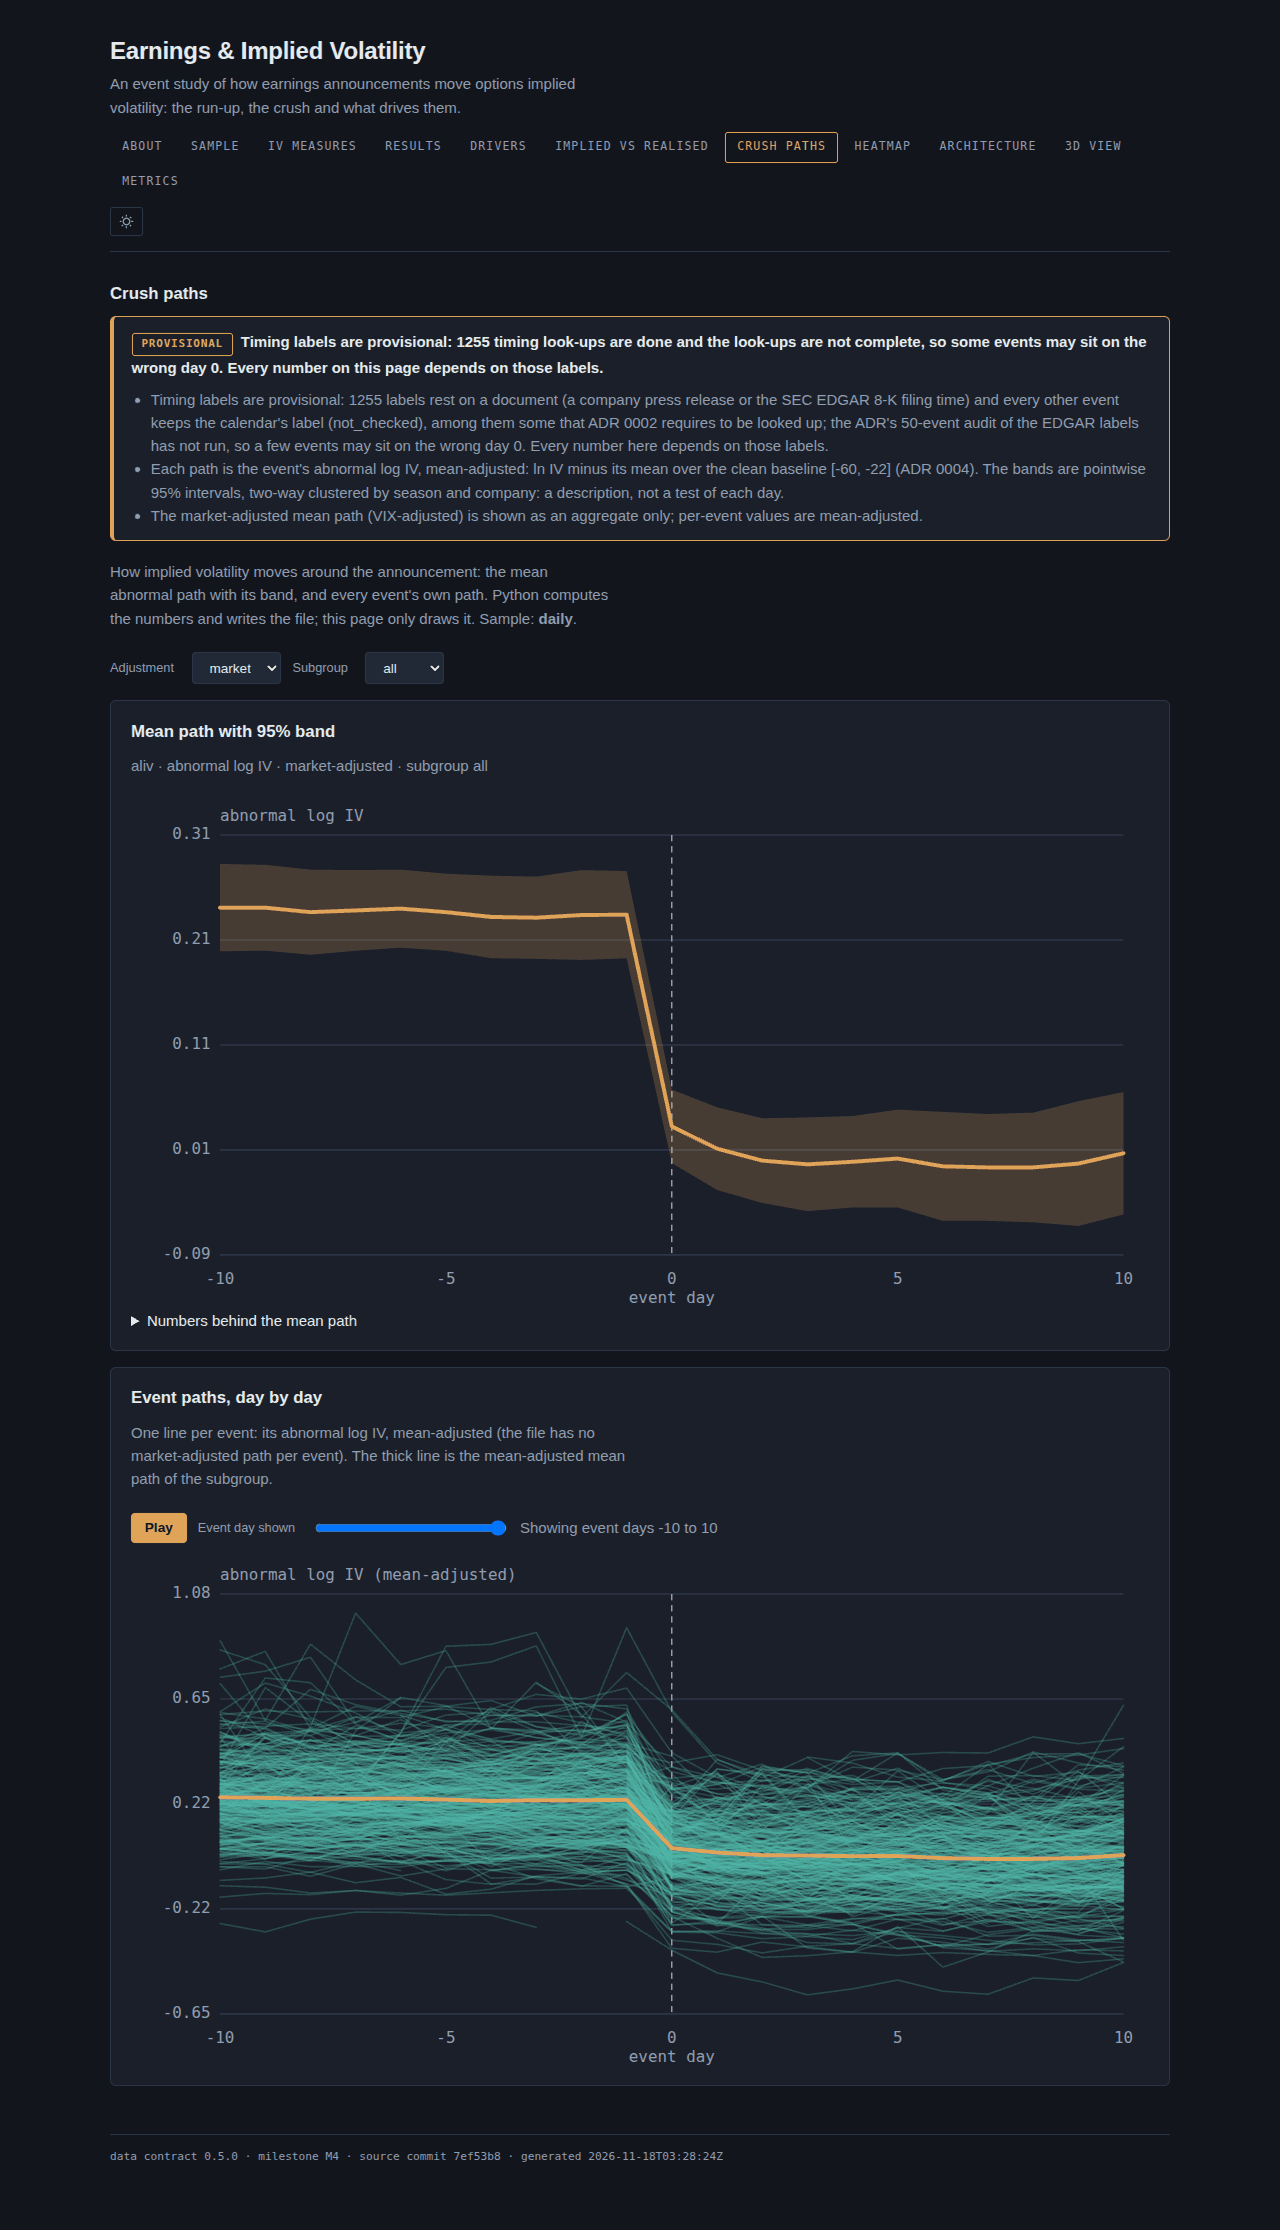 Earnings & Implied Volatility
An event study of how earnings announcements move options implied
volatility: the run-up, the crush and what drives them.
ABOUT SAMPLE IV MEASURES RESULTS DRIVERS IMPLIED VS REALISED CRUSH PATHS HEATMAP ARCHITECTURE 3D VIEW
METRICS
Crush paths
PROVISIONAL Timing labels are provisional: 1255 timing look-ups are done and the look-ups are not complete, so some events may sit on the
wrong day 0. Every number on this page depends on those labels.
• Timing labels are provisional: 1255 labels rest on a document (a company press release or the SEC EDGAR 8-K filing time) and every other event
keeps the calendar's label (not_checked), among them some that ADR 0002 requires to be looked up; the ADR's 50-event audit of the EDGAR labels
has not run, so a few events may sit on the wrong day 0. Every number here depends on those labels.
• Each path is the event's abnormal log IV, mean-adjusted: ln IV minus its mean over the clean baseline [-60, -22] (ADR 0004). The bands are pointwise
95% intervals, two-way clustered by season and company: a description, not a test of each day.
• The market-adjusted mean path (VIX-adjusted) is shown as an aggregate only; per-event values are mean-adjusted.
How implied volatility moves around the announcement: the mean
abnormal path with its band, and every event's own path. Python computes
the numbers and writes the file; this page only draws it. Sample: daily.
Adjustment market Subgroup all
Mean path with 95% band
aliv · abnormal log IV · market-adjusted · subgroup all
abnormal log IV
0.31
0.21
0.11
0.01
-0.09
-10 -5 0 5 10
event day
▶ Numbers behind the mean path
Event paths, day by day
One line per event: its abnormal log IV, mean-adjusted (the file has no
market-adjusted path per event). The thick line is the mean-adjusted mean
path of the subgroup.
Play Event day shown Showing event days -10 to 10
abnormal log IV (mean-adjusted)
1.08
0.65
0.22
-0.22
-0.65
-10 -5 0 5 10
event day
data contract 0.5.0 · milestone M4 · source commit 7ef53b8 · generated 2026-11-18T03:28:24Z